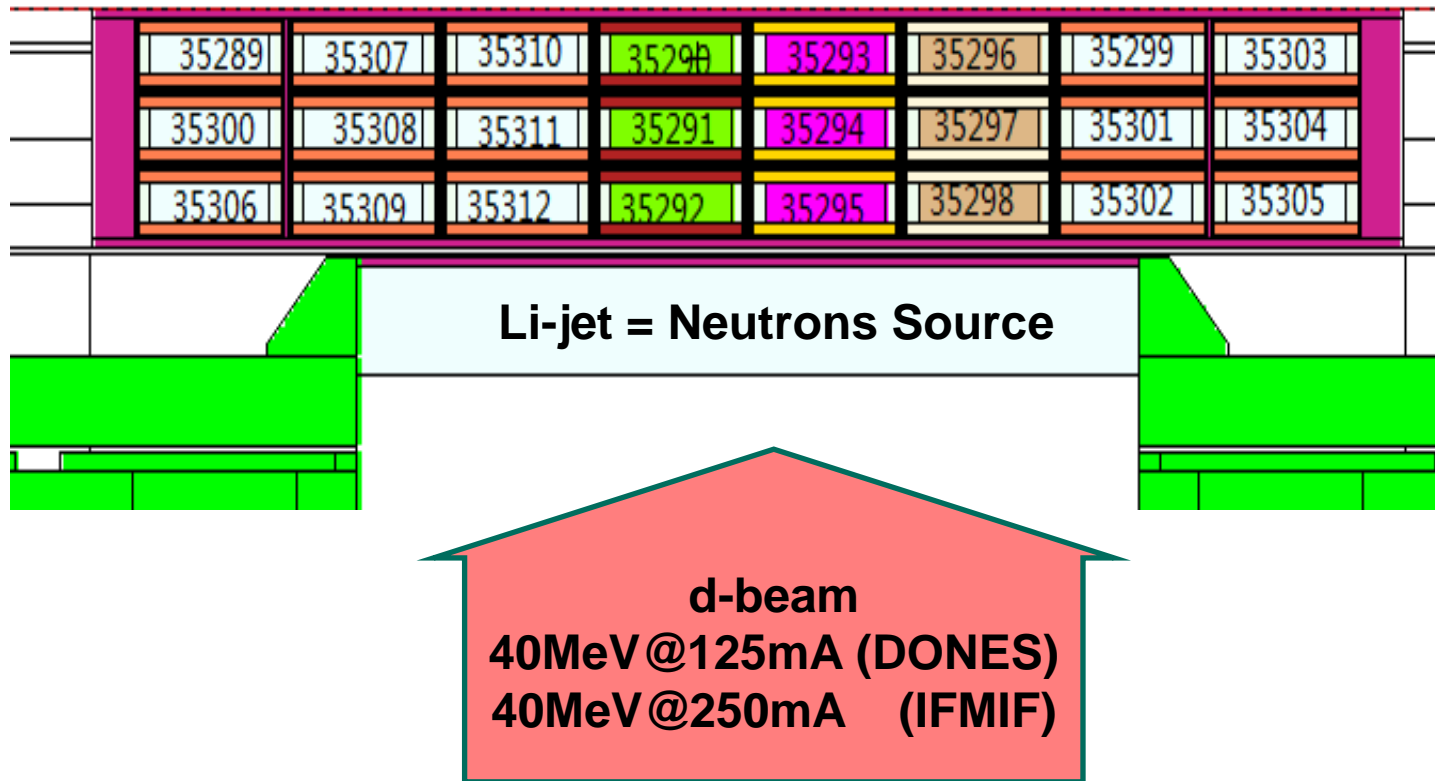 35289 35307 35310 35290 35293 35296 35299 35303
35300 35308 35311 35291 35294 35297 35301 35304
35306 35309 35312 35292 35295 35298 35302 35305
Li-jet = Neutrons Source
d-beam
40MeV@125mA (DONES)
40MeV@250mA (IFMIF)